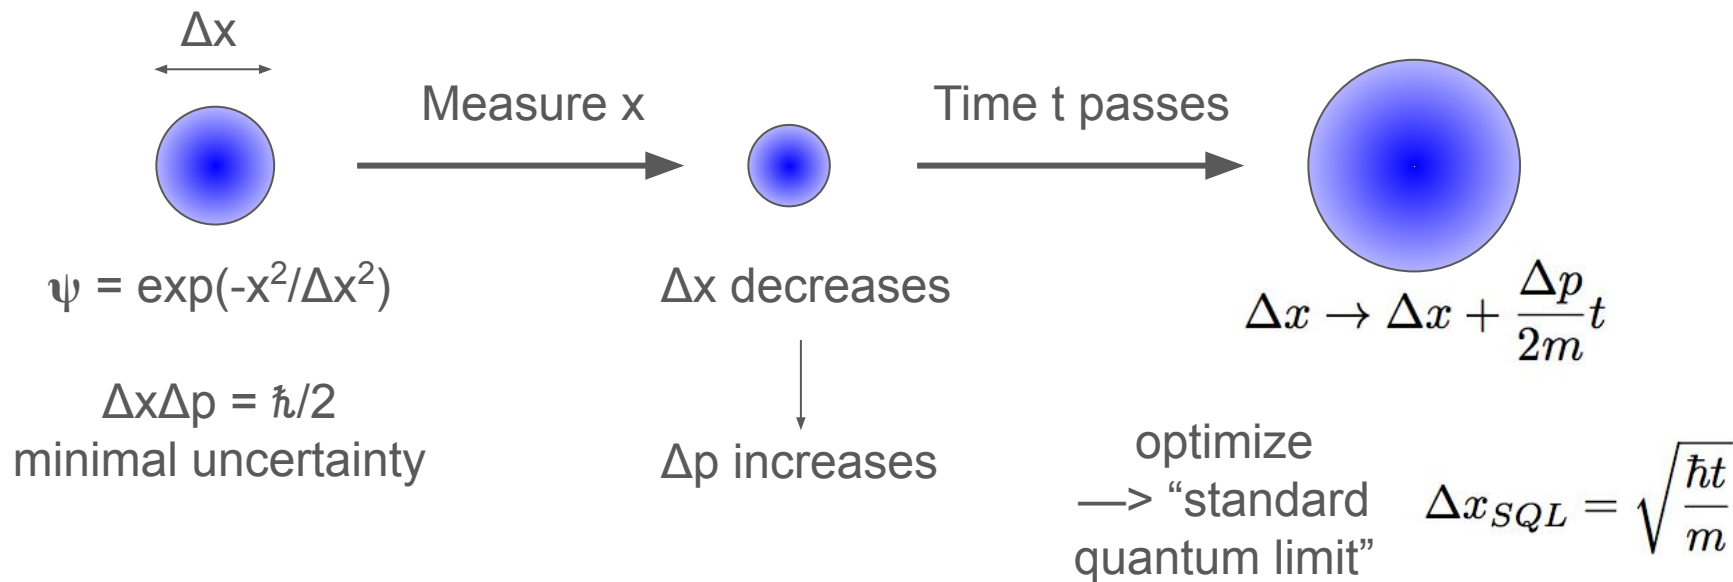 Δx
Measure x
Time t passes
ψ = exp(-x²/Δx²)
Δx decreases
Δx → Δx + Δp/2m t
ΔxΔp = ℏ/2
minimal uncertainty
Δp increases
optimize
—> “standard
quantum limit”
Δx_SQL = √(ℏt/m)